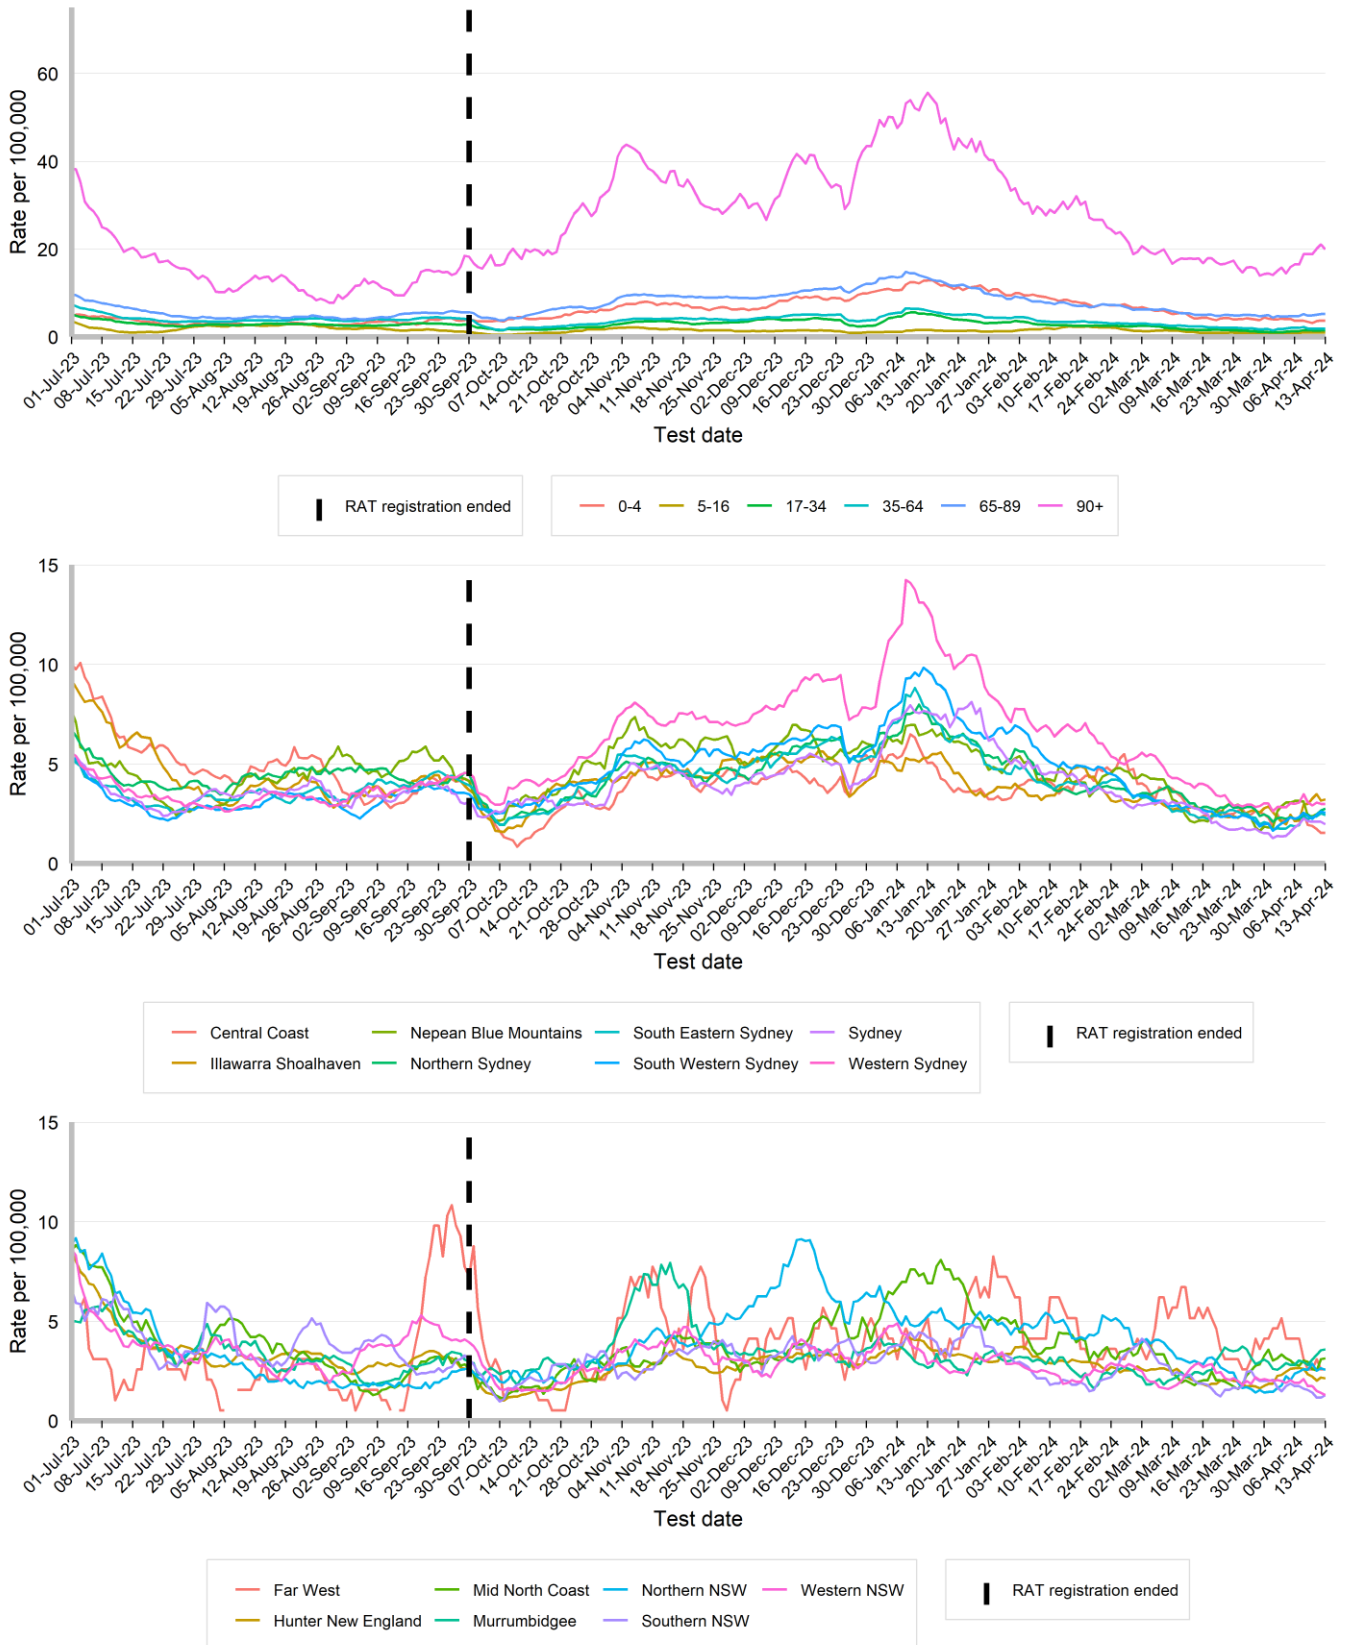 Rate per 100,000
60
40
20
0
01-Jul-23 08-Jul-23 15-Jul-23 22-Jul-23 29-Jul-23 05-Aug-23 12-Aug-23 19-Aug-23 26-Aug-23 02-Sep-23 09-Sep-23 16-Sep-23 23-Sep-23 30-Sep-23 07-Oct-23 14-Oct-23 21-Oct-23 28-Oct-23 04-Nov-23 11-Nov-23 18-Nov-23 25-Nov-23 02-Dec-23 09-Dec-23 16-Dec-23 23-Dec-23 30-Dec-23 06-Jan-24 13-Jan-24 20-Jan-24 27-Jan-24 03-Feb-24 10-Feb-24 17-Feb-24 24-Feb-24 02-Mar-24 09-Mar-24 16-Mar-24 23-Mar-24 30-Mar-24 06-Apr-24 13-Apr-24
Test date
RAT registration ended 0-4 5-16 17-34 35-64 65-89 90+
Rate per 100,000
15
10
5
0
01-Jul-23 08-Jul-23 15-Jul-23 22-Jul-23 29-Jul-23 05-Aug-23 12-Aug-23 19-Aug-23 26-Aug-23 02-Sep-23 09-Sep-23 16-Sep-23 23-Sep-23 30-Sep-23 07-Oct-23 14-Oct-23 21-Oct-23 28-Oct-23 04-Nov-23 11-Nov-23 18-Nov-23 25-Nov-23 02-Dec-23 09-Dec-23 16-Dec-23 23-Dec-23 30-Dec-23 06-Jan-24 13-Jan-24 20-Jan-24 27-Jan-24 03-Feb-24 10-Feb-24 17-Feb-24 24-Feb-24 02-Mar-24 09-Mar-24 16-Mar-24 23-Mar-24 30-Mar-24 06-Apr-24 13-Apr-24
Test date
Central Coast Nepean Blue Mountains South Eastern Sydney Sydney RAT registration ended
Illawarra Shoalhaven Northern Sydney South Western Sydney Western Sydney
Rate per 100,000
15
10
5
0
01-Jul-23 08-Jul-23 15-Jul-23 22-Jul-23 29-Jul-23 05-Aug-23 12-Aug-23 19-Aug-23 26-Aug-23 02-Sep-23 09-Sep-23 16-Sep-23 23-Sep-23 30-Sep-23 07-Oct-23 14-Oct-23 21-Oct-23 28-Oct-23 04-Nov-23 11-Nov-23 18-Nov-23 25-Nov-23 02-Dec-23 09-Dec-23 16-Dec-23 23-Dec-23 30-Dec-23 06-Jan-24 13-Jan-24 20-Jan-24 27-Jan-24 03-Feb-24 10-Feb-24 17-Feb-24 24-Feb-24 02-Mar-24 09-Mar-24 16-Mar-24 23-Mar-24 30-Mar-24 06-Apr-24 13-Apr-24
Test date
Far West Mid North Coast Northern NSW Western NSW RAT registration ended
Hunter New England Murrumbidgee Southern NSW